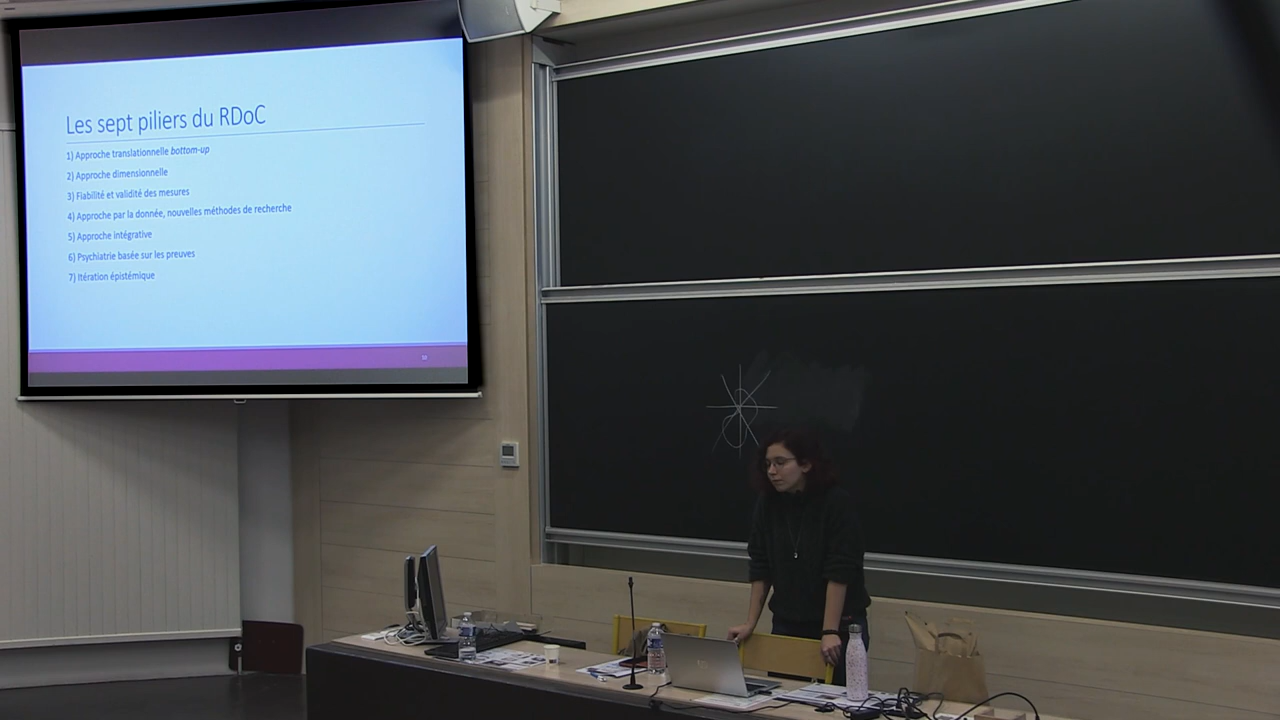 Les sept piliers du RDoC
1) Approche translationnelle bottom-up
2) Approche dimensionnelle
3) Fiabilité et validité des mesures
4) Approche par la donnée, nouvelles méthodes de recherche
5) Approche intégrative
6) Psychiatrie basée sur les preuves
7) Itération épistémique